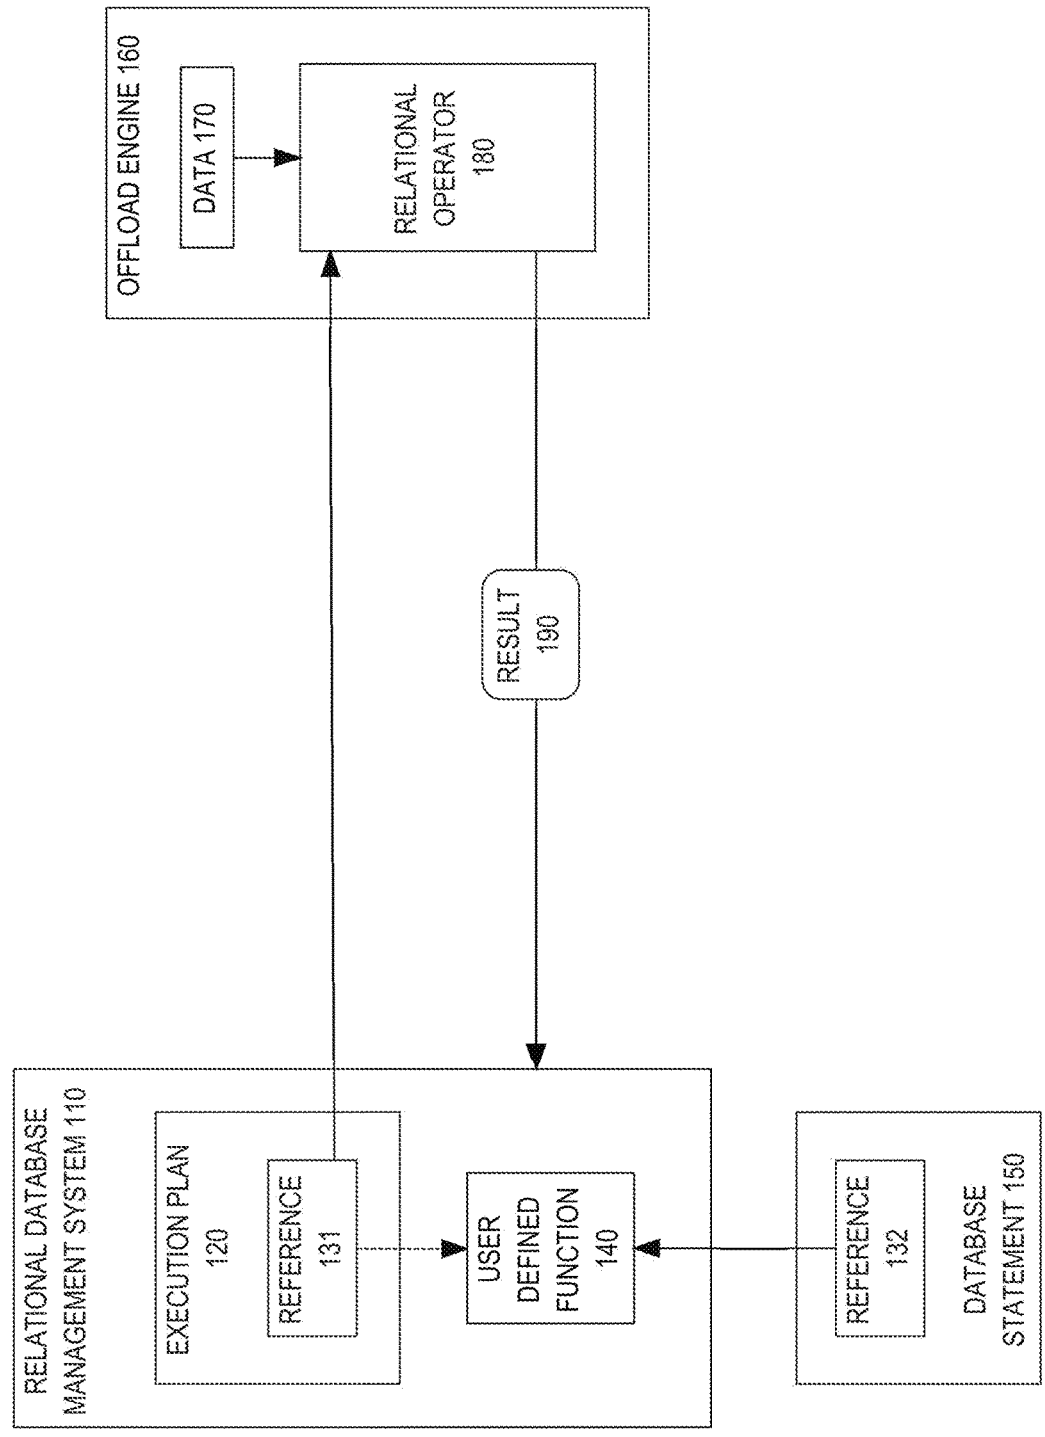 RELATIONAL DATABASE
MANAGEMENT SYSTEM 110
EXECUTION PLAN
120
REFERENCE
131
USER
DEFINED
FUNCTION
140
REFERENCE
132
DATABASE
STATEMENT 150
RESULT
190
OFFLOAD ENGINE 160
DATA 170
RELATIONAL
OPERATOR
180